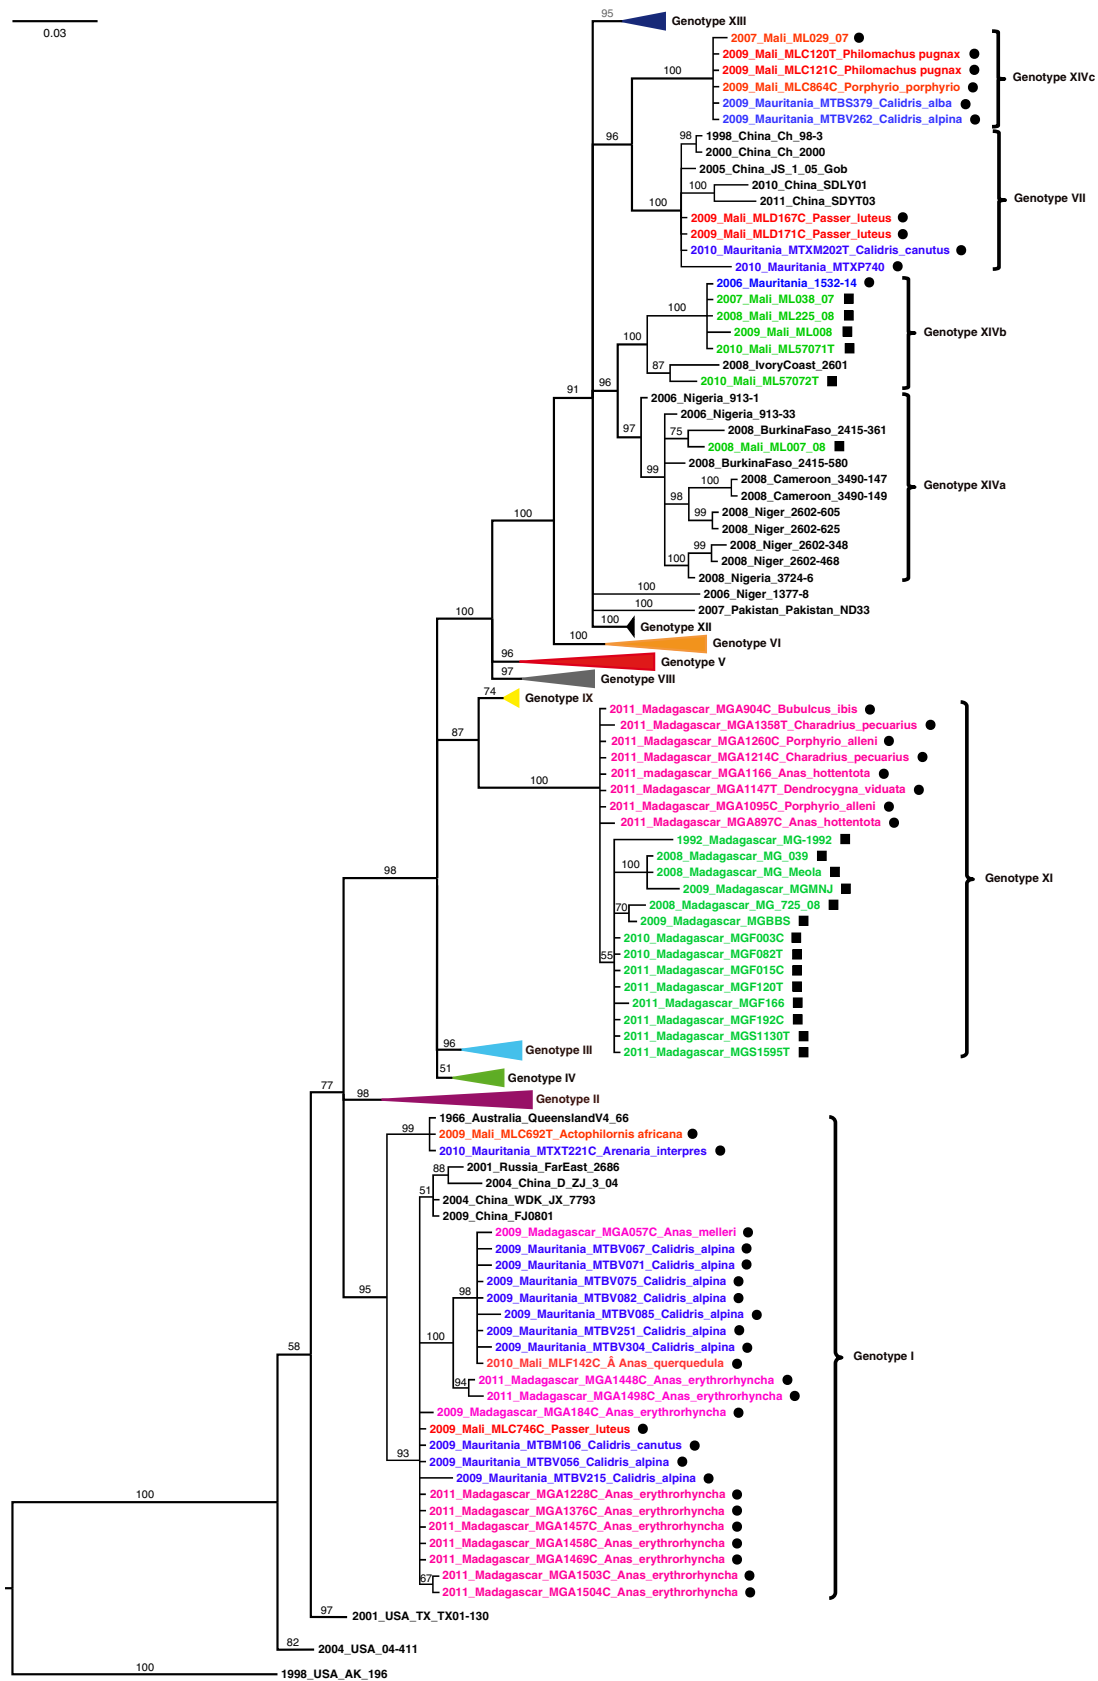 0.03
95
Genotype XIII
2007_Mali_ML029_07
2009_Mali_MLC120T_Philomachus pugnax
2009_Mali_MLC121C_Philomachus pugnax
100
Genotype XIVc
2009_Mali_MLC864C_Porphyrio_porphyrio
2009_Mauritania_MTBS379_Calidris_alba
2009_Mauritania_MTBV262_Calidris_alpina
96
98
1998_China_Ch_98-3
2000_China_Ch_2000
2005_China_JS_1_05_Gob
100
2010_China_SDLY01
2011_China_SDYT03
Genotype VII
100
2009_Mali_MLD167C_Passer_luteus
2009_Mali_MLD171C_Passer_luteus
2010_Mauritania_MTXM202T_Calidris_canutus
2010_Mauritania_MTXP740
2006_Mauritania_1532-14
2007_Mali_ML038_07
100
2008_Mali_ML225_08
2009_Mali_ML008
Genotype XIVb
100
2010_Mali_ML57071T
87
2008_IvoryCoast_2601
2010_Mali_ML57072T
91
96
2006_Nigeria_913-1
2006_Nigeria_913-33
97
75
2008_BurkinaFaso_2415-361
2008_Mali_ML007_08
2008_BurkinaFaso_2415-580
99
100
2008_Cameroon_3490-147
Genotype XIVa
98
2008_Cameroon_3490-149
99
2008_Niger_2602-605
2008_Niger_2602-625
100
99
2008_Niger_2602-348
100
2008_Niger_2602-468
2008_Nigeria_3724-6
100
2006_Niger_1377-8
100
2007_Pakistan_Pakistan_ND33
100
100
Genotype XII
100
Genotype VI
96
Genotype V
97
Genotype VIII
74
Genotype IX
87
2011_Madagascar_MGA904C_Bubulcus_ibis
2011_Madagascar_MGA1358T_Charadrius_pecuarius
2011_Madagascar_MGA1260C_Porphyrio_alleni
2011_Madagascar_MGA1214C_Charadrius_pecuarius
100
2011_madagascar_MGA1166_Anas_hottentota
2011_Madagascar_MGA1147T_Dendrocygna_viduata
2011_Madagascar_MGA1095C_Porphyrio_alleni
2011_Madagascar_MGA897C_Anas_hottentota
1992_Madagascar_MG-1992
2008_Madagascar_MG_039
100
2008_Madagascar_MG_Meola
98
Genotype XI
2009_Madagascar_MGMNJ
2008_Madagascar_MG_725_08
70
2009_Madagascar_MGBBS
2010_Madagascar_MGF003C
55
2010_Madagascar_MGF082T
2011_Madagascar_MGF015C
2011_Madagascar_MGF120T
2011_Madagascar_MGF166
2011_Madagascar_MGF192C
2011_Madagascar_MGS1130T
2011_Madagascar_MGS1595T
96
Genotype III
51
Genotype IV
77
98
Genotype II
1966_Australia_QueenslandV4_66
99
2009_Mali_MLC692T_Actophilornis africana
2010_Mauritania_MTXT221C_Arenaria_interpres
88
2001_Russia_FarEast_2686
2004_China_D_ZJ_3_04
51
2004_China_WDK_JX_7793
2009_China_FJ0801
2009_Madagascar_MGA057C_Anas_melleri
2009_Mauritania_MTBV067_Calidris_alpina
2009_Mauritania_MTBV071_Calidris_alpina
2009_Mauritania_MTBV075_Calidris_alpina
95
98
2009_Mauritania_MTBV082_Calidris_alpina
2009_Mauritania_MTBV085_Calidris_alpina
2009_Mauritania_MTBV251_Calidris_alpina
100
2009_Mauritania_MTBV304_Calidris_alpina
58
Genotype I
2010_Mali_MLF142C_Â Anas_querquedula
94
2011_Madagascar_MGA1448C_Anas_erythrorhyncha
2011_Madagascar_MGA1498C_Anas_erythrorhyncha
2009_Madagascar_MGA184C_Anas_erythrorhyncha
2009_Mali_MLC746C_Passer_luteus
2009_Mauritania_MTBM106_Calidris_canutus
93
2009_Mauritania_MTBV056_Calidris_alpina
2009_Mauritania_MTBV215_Calidris_alpina
100
2011_Madagascar_MGA1228C_Anas_erythrorhyncha
2011_Madagascar_MGA1376C_Anas_erythrorhyncha
2011_Madagascar_MGA1457C_Anas_erythrorhyncha
2011_Madagascar_MGA1458C_Anas_erythrorhyncha
2011_Madagascar_MGA1469C_Anas_erythrorhyncha
67
2011_Madagascar_MGA1503C_Anas_erythrorhyncha
2011_Madagascar_MGA1504C_Anas_erythrorhyncha
97
2001_USA_TX_TX01-130
82
2004_USA_04-411
100
1998_USA_AK_196